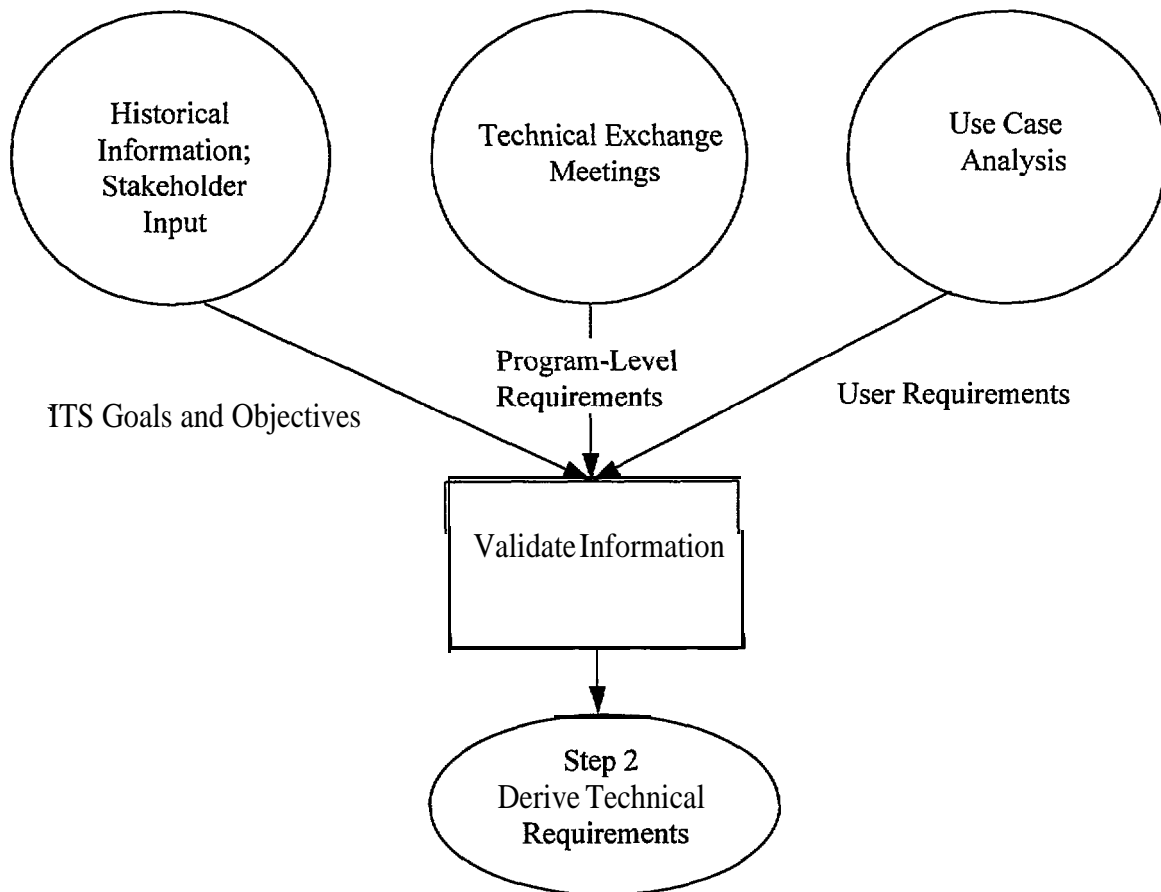 Historical
Information;
Stakeholder
Input
Technical Exchange
Meetings
Use Case
Analysis
ITS Goals and Objectives
Program-Level
Requirements
User Requirements
Validate Information
Step 2
Derive Technical
Requirements